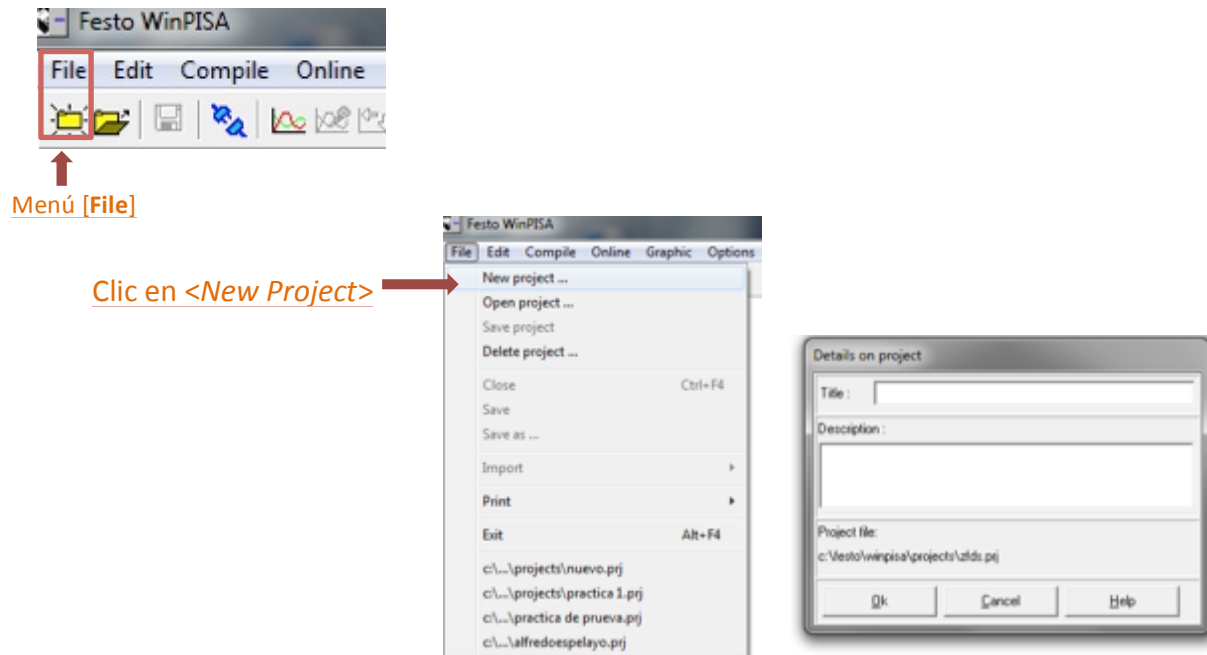 Festo WinPISA
File Edit Compile Online
Menú [File]
Festo WinPISA
File Edit Compile Online Graphic Options
Clic en <New Project>
New project ...
Open project ...
Save project
Delete project ...
Close Ctrl+F4
Save
Save as ...
Import
Print
Exit Alt+F4
c:\...\projects\nuevo.prj
c:\...\projects\practica 1.prj
c:\...\practica de prueva.prj
c:\...\alfredoespelayo.prj
Details on project
Title :
Description :
Project file:
c:\festo\winpisa\projects\zfds.prj
Ok Cancel Help